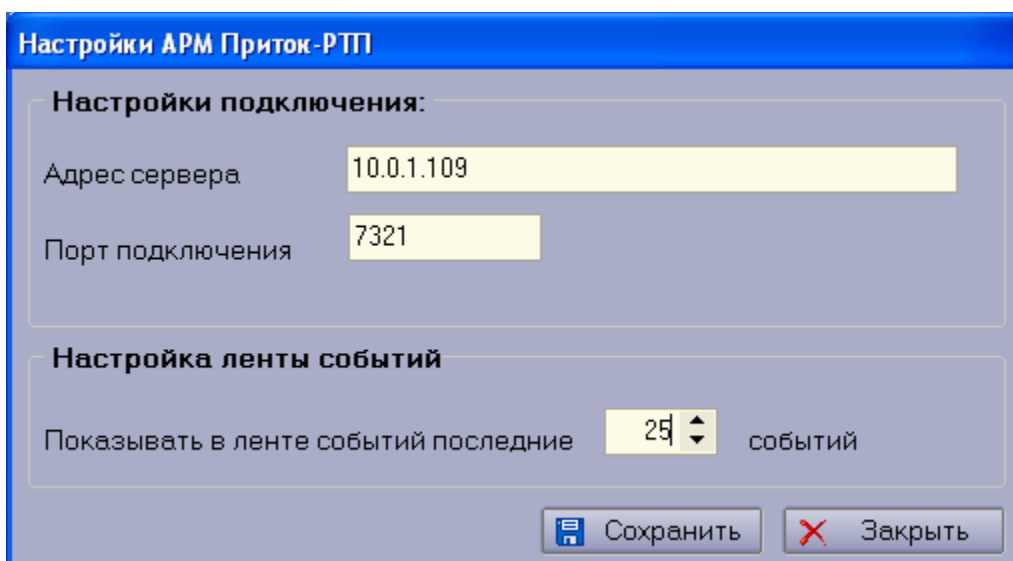 Настройки АРМ Приток-РТП
Настройки подключения:
Адрес сервера 10.0.1.109
Порт подключения 7321
Настройка ленты событий
Показывать в ленте событий последние 25 событий
Сохранить Закрыть